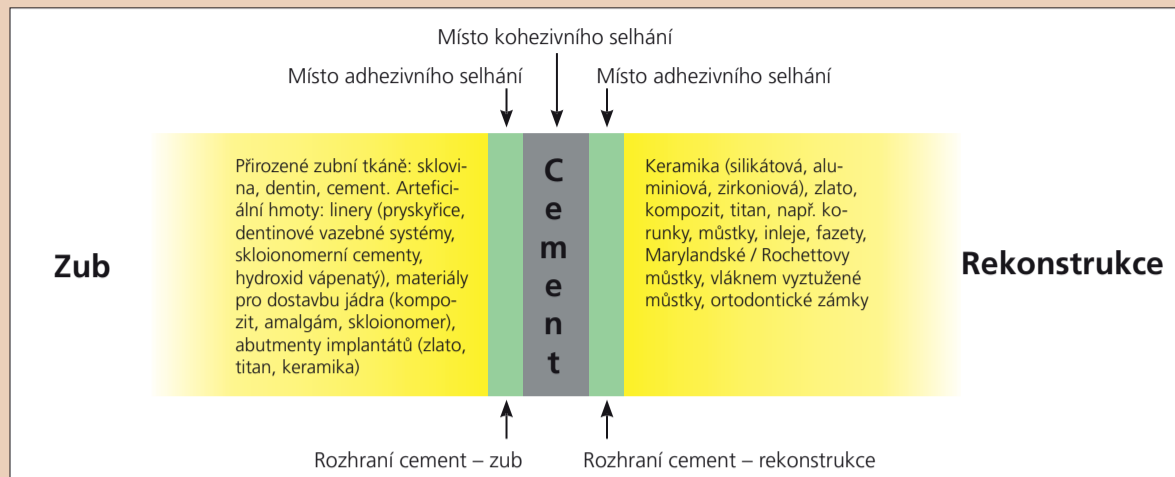 Místo kohezivního selhání
Místo adhezivního selhání
Místo adhezivního selhání
Zub
Přirozené zubní tkáně: sklovi-
na, dentin, cement. Arteficí-
ální hmoty: linery (pryskyřice,
dentinové vazebné systémy,
skloionomerní cementy,
hydroxid vápenatý), materiály
pro dostavbu jádra (kompo-
zit, amalgám, skloionomer),
abutmenty implantátů (zlato,
titan, keramika)
Cement
Keramika (silikátová, alu-
miniová, zirkoniová), zlato,
kompozit, titan, např. ko-
runky, můstky, inleje, fazety,
Marylandské / Rochettovy
můstky, vláknem vyztužené
můstky, ortodontické zámky
Rekonstrukce
Rozhraní cement – zub
Rozhraní cement – rekonstrukce